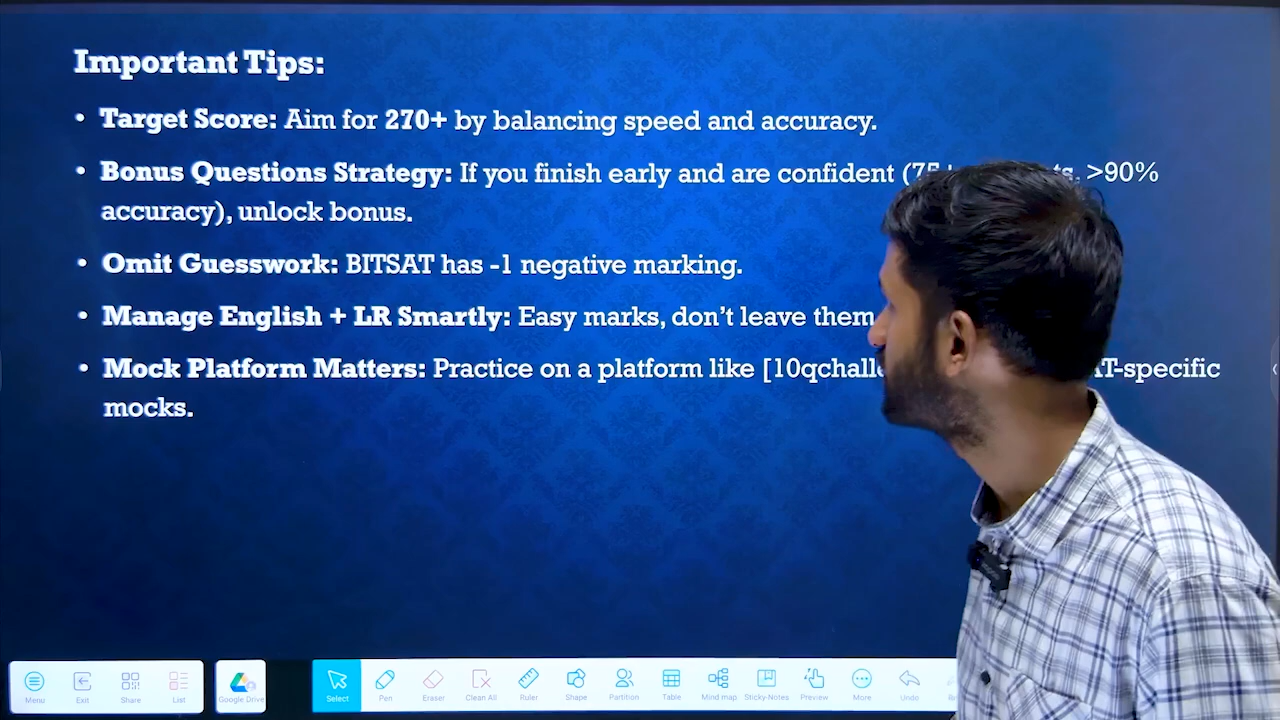 Important Tips:
• Target Score: Aim for 270+ by balancing speed and accuracy.
• Bonus Questions Strategy: If you finish early and are confident >90%
accuracy), unlock bonus.
• Omit Guesswork: BITSAT has -1 negative marking.
• Manage English + LR Smartly: Easy marks, don't leave them
• Mock Platform Matters: Practice on a platform like -specific
mocks.
Menu Exit Share List Google Drive Select Pen Eraser Clean All Ruler Shape Partition Table Mind map Sticky-Notes Preview More Undo